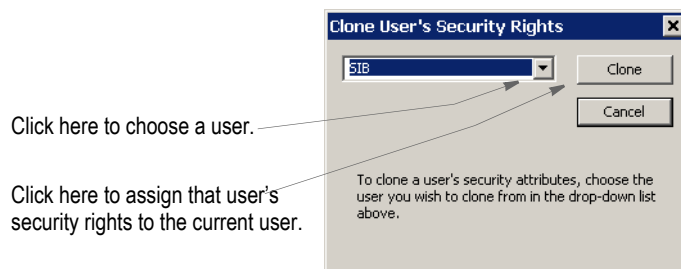 Clone User's Security Rights
SIB
Clone
Cancel
Click here to choose a user.
Click here to assign that user's
security rights to the current user.
To clone a user's security attributes, choose the
user you wish to clone from in the drop-down list
above.